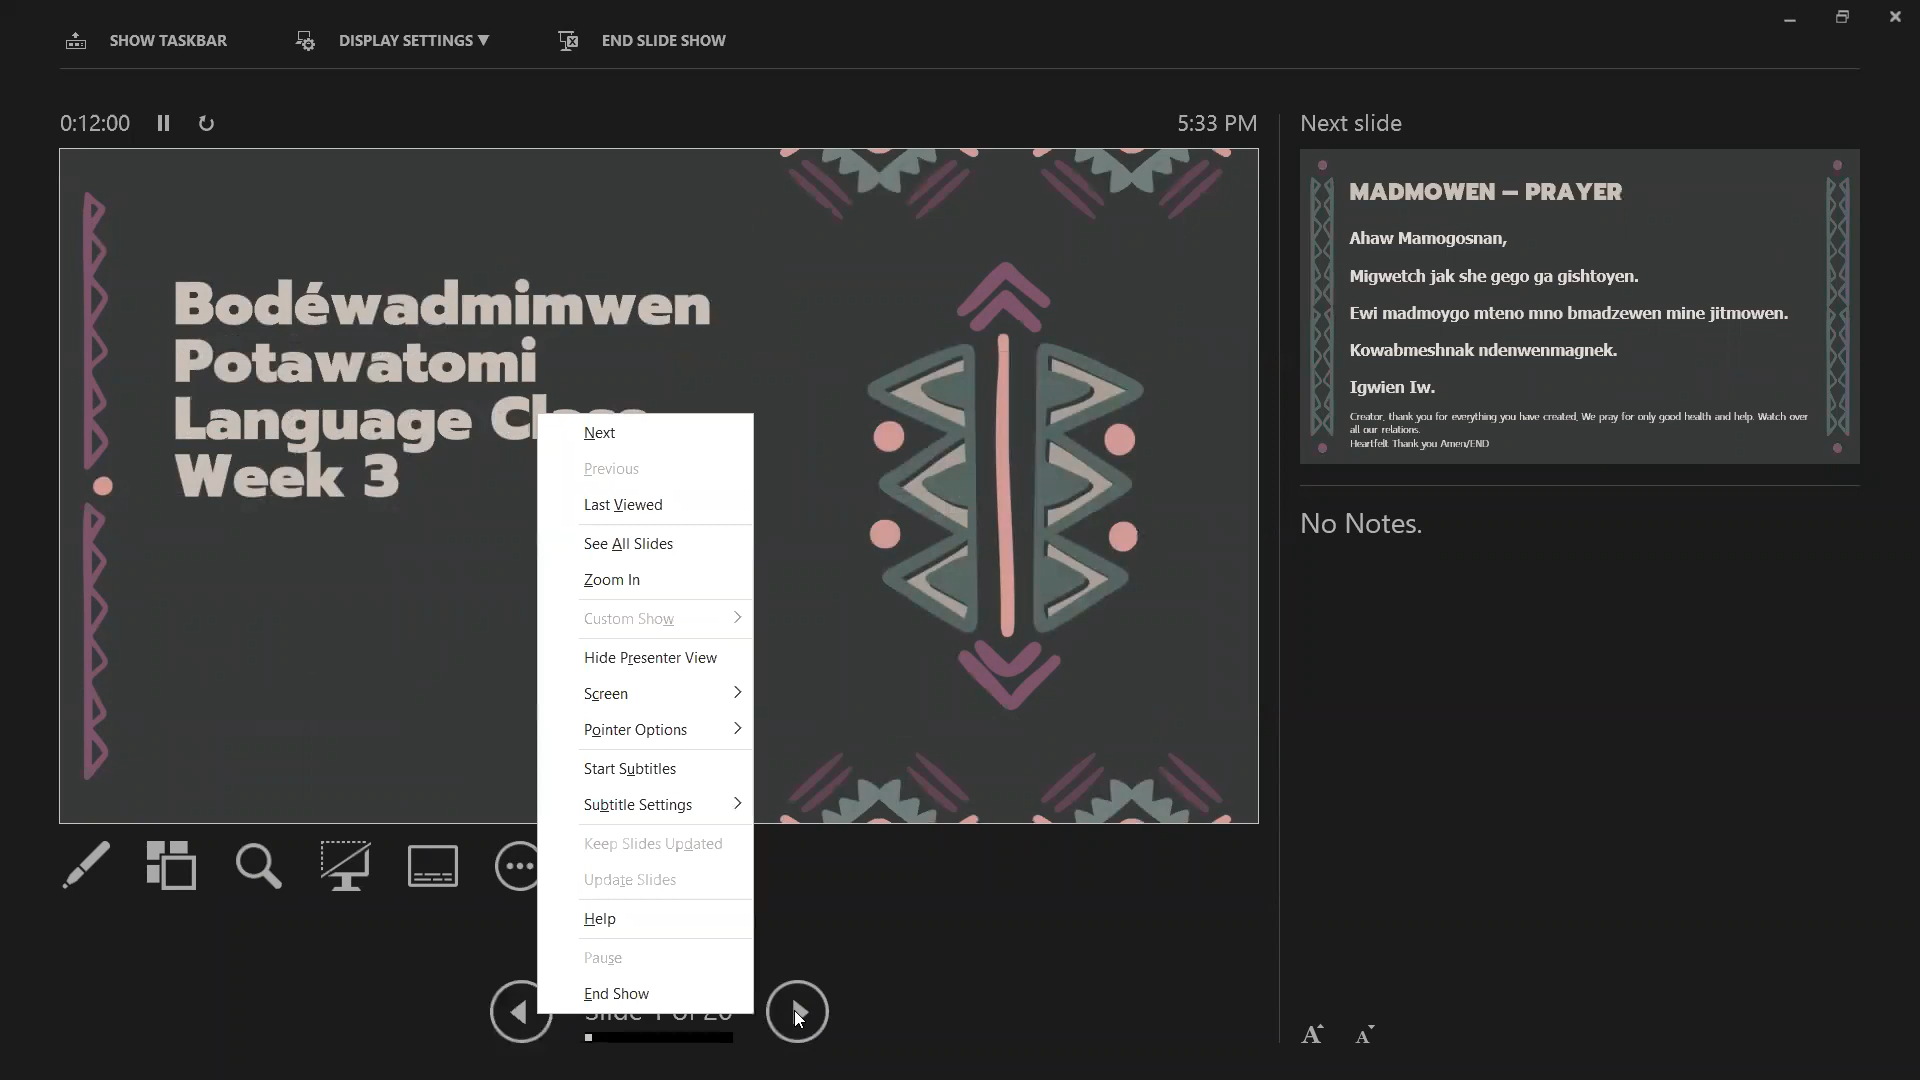 SHOW TASKBAR
DISPLAY SETTINGS ▼
END SLIDE SHOW
0:12:00
5:33 PM
Next slide
Bodéwadmimwen
Potawatomi
Language Class
Week 3
MADMOWEN – PRAYER
Ahaw Mamogosnan,
Migwetch jak she gego ga gishtoyen.
Ewi madmoygo mteno mno bmadzewen mine jitmowen.
Kowabmeshnak ndenwenmagnek.
Igwien Iw.
Creator, thank you for everything you have created, We pray for only good health and help. Watch over
all our relations.
Heartfelt Thank you Amen/END
No Notes.
Next
Previous
Last Viewed
See All Slides
Zoom In
Custom Show
Hide Presenter View
Screen
Pointer Options
Start Subtitles
Subtitle Settings
Keep Slides Updated
Update Slides
Help
Pause
End Show
Slide 1 of 20
A A